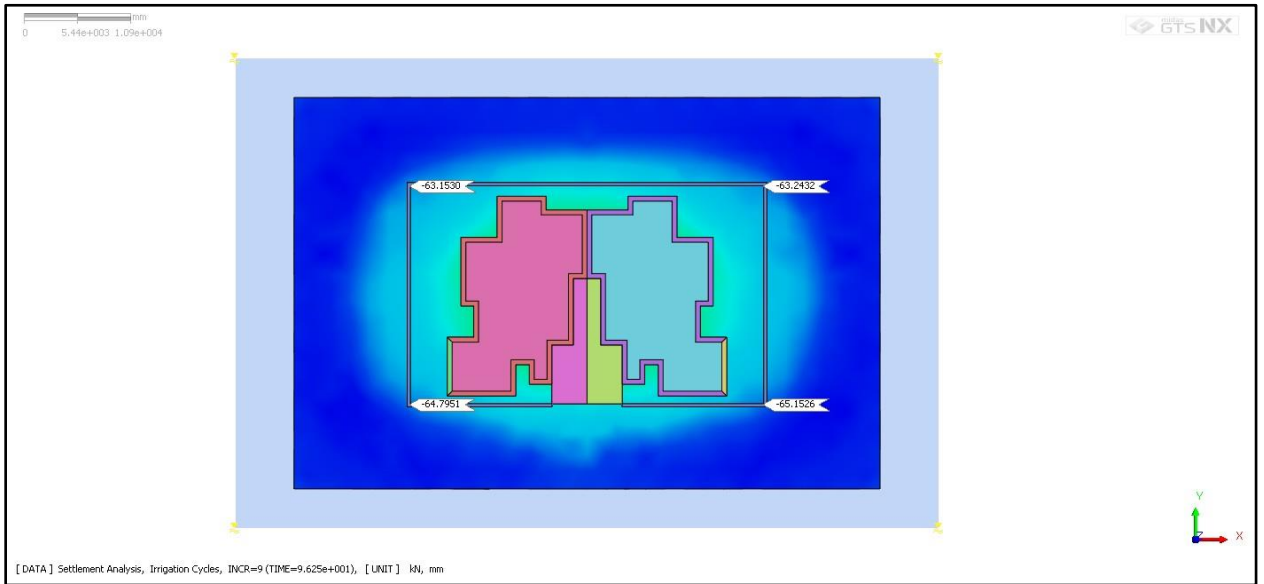 mm
0 5.44e+003 1.09e+004
midas
GTS NX
-63.1530
-63.2432
-64.7951
-65.1526
Y
Z
X
[ DATA ] Settlement Analysis, Irrigation Cycles, INCR=9 (TIME=9.625e+001), [ UNIT ] kN, mm